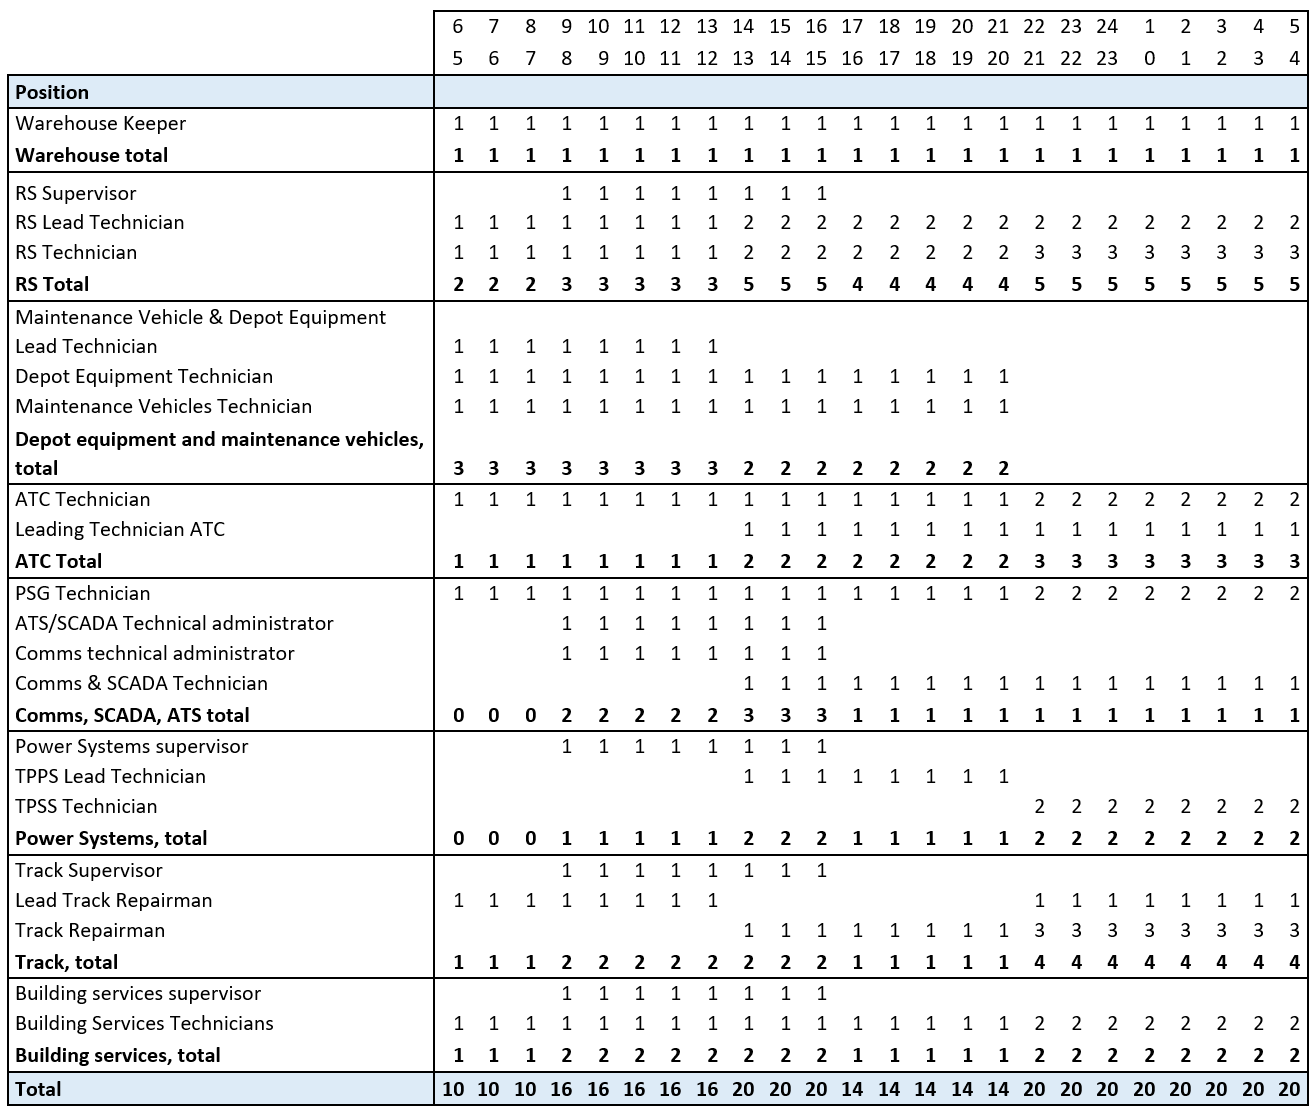 6 7 8 9 10 11 12 13 14 15 16 17 18 19 20 21 22 23 24 1 2 3 4 5
5 6 7 8 9 10 11 12 13 14 15 16 17 18 19 20 21 22 23 0 1 2 3 4
Position
Warehouse Keeper 1 1 1 1 1 1 1 1 1 1 1 1 1 1 1 1 1 1 1 1 1 1 1 1
Warehouse total 1 1 1 1 1 1 1 1 1 1 1 1 1 1 1 1 1 1 1 1 1 1 1 1
RS Supervisor 1 1 1 1 1 1 1 1
RS Lead Technician 1 1 1 1 1 1 1 1 2 2 2 2 2 2 2 2 2 2 2 2 2 2 2 2
RS Technician 1 1 1 1 1 1 1 1 2 2 2 2 2 2 2 2 3 3 3 3 3 3 3 3
RS Total 2 2 2 3 3 3 3 3 5 5 5 4 4 4 4 4 5 5 5 5 5 5 5 5
Maintenance Vehicle & Depot Equipment
Lead Technician 1 1 1 1 1 1 1 1
Depot Equipment Technician 1 1 1 1 1 1 1 1 1 1 1 1 1 1 1 1
Maintenance Vehicles Technician 1 1 1 1 1 1 1 1 1 1 1 1 1 1 1 1
Depot equipment and maintenance vehicles,
total 3 3 3 3 3 3 3 3 2 2 2 2 2 2 2 2
ATC Technician 1 1 1 1 1 1 1 1 1 1 1 1 1 1 1 1 2 2 2 2 2 2 2 2
Leading Technician ATC 1 1 1 1 1 1 1 1 1 1 1 1 1 1 1 1
ATC Total 1 1 1 1 1 1 1 1 2 2 2 2 2 2 2 2 3 3 3 3 3 3 3 3
PSG Technician 1 1 1 1 1 1 1 1 1 1 1 1 1 1 1 1 2 2 2 2 2 2 2 2
ATS/SCADA Technical administrator 1 1 1 1 1 1 1 1
Comms technical administrator 1 1 1 1 1 1 1 1
Comms & SCADA Technician 1 1 1 1 1 1 1 1 1 1 1 1 1 1 1 1
Comms, SCADA, ATS total 0 0 0 2 2 2 2 2 3 3 3 1 1 1 1 1 1 1 1 1 1 1 1 1
Power Systems supervisor 1 1 1 1 1 1 1 1
TPPS Lead Technician 1 1 1 1 1 1 1 1
TPSS Technician 2 2 2 2 2 2 2 2
Power Systems, total 0 0 0 1 1 1 1 1 2 2 2 1 1 1 1 1 2 2 2 2 2 2 2 2
Track Supervisor 1 1 1 1 1 1 1 1
Lead Track Repairman 1 1 1 1 1 1 1 1 1 1 1 1 1 1 1 1
Track Repairman 1 1 1 1 1 1 1 1 3 3 3 3 3 3 3 3
Track, total 1 1 1 2 2 2 2 2 2 2 2 1 1 1 1 1 4 4 4 4 4 4 4 4
Building services supervisor 1 1 1 1 1 1 1 1
Building Services Technicians 1 1 1 1 1 1 1 1 1 1 1 1 1 1 1 1 2 2 2 2 2 2 2 2
Building services, total 1 1 1 2 2 2 2 2 2 2 2 1 1 1 1 1 2 2 2 2 2 2 2 2
Total 10 10 10 16 16 16 16 16 20 20 20 14 14 14 14 14 20 20 20 20 20 20 20 20